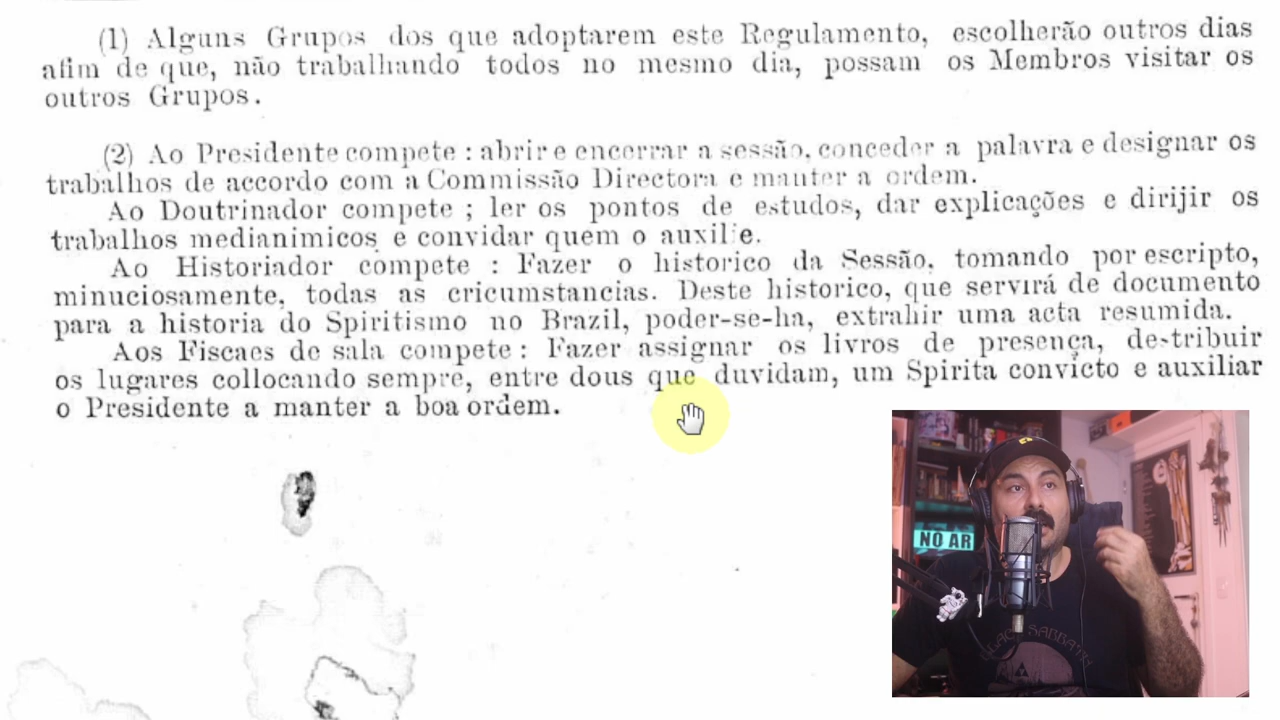 (1) Alguns Grupos dos que adoptarem este Regulamento, escolherão outros dias
afim de que, não trabalhando todos no mesmo dia, possam os Membros visitar os
outros Grupos.
(2) Ao Presidente compete : abrir e encerrar a sessão, conceder a palavra e designar os
trabalhos de accordo com a Commissão Directora e manter a ordem.
Ao Doutrinador compete ; ler os pontos de estudos, dar explicações e dirijir os
trabalhos medianimicos e convidar quem o auxilie.
Ao Historiador compete : Fazer o historico da Sessão, tomando por escripto,
minuciosamente, todas as cricumstancias. Deste historico, que servirá de documento
para a historia do Spiritismo no Brazil, poder-se-ha, extrahir uma acta resumida.
Aos Fiscaes de sala compete : Fazer assignar os livros de presença, destribuir
os lugares collocando sempre, entre dous que duvidam, um Spirita convicto e auxiliar
o Presidente a manter a boa ordem.
NO AR
BLACK SABBATH